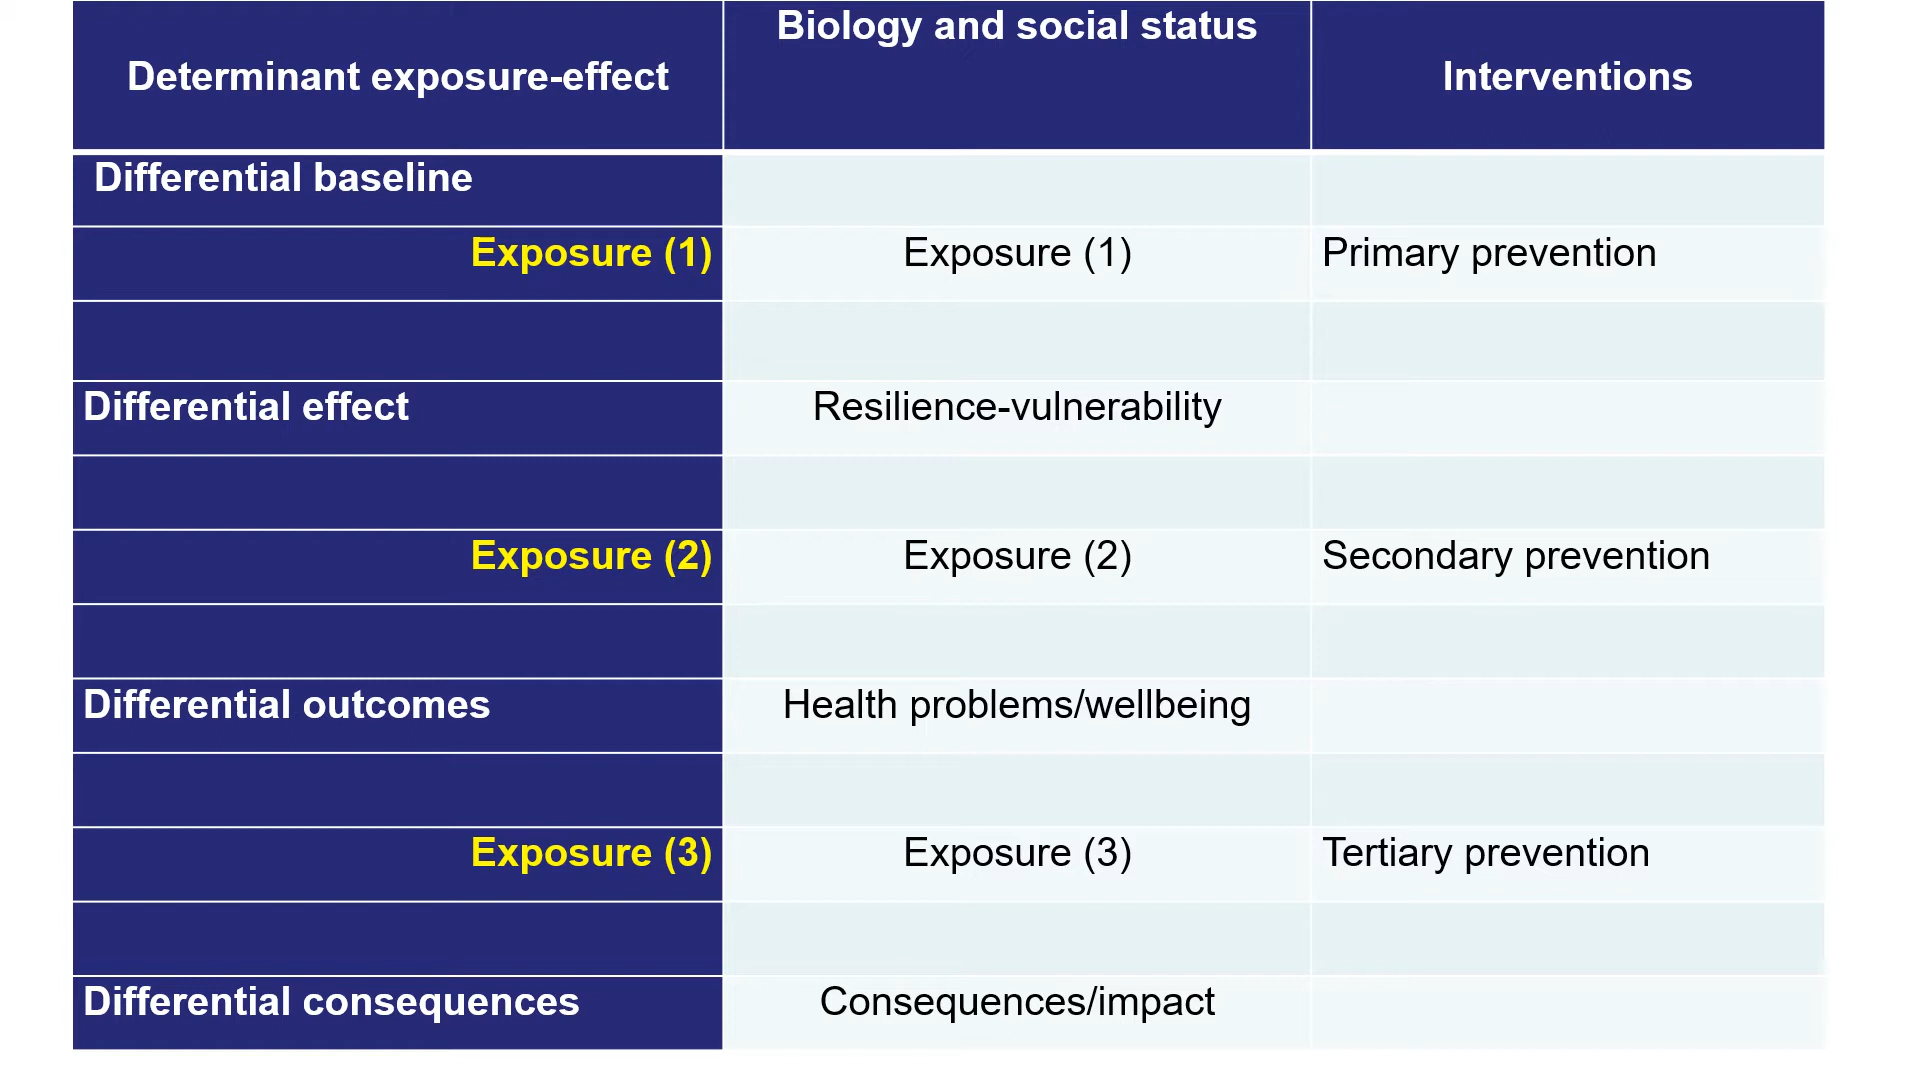 Determinant exposure-effect
Biology and social status
Interventions
Differential baseline
Exposure (1) Exposure (1) Primary prevention
Differential effect Resilience-vulnerability
Exposure (2) Exposure (2) Secondary prevention
Differential outcomes Health problems/wellbeing
Exposure (3) Exposure (3) Tertiary prevention
Differential consequences Consequences/impact